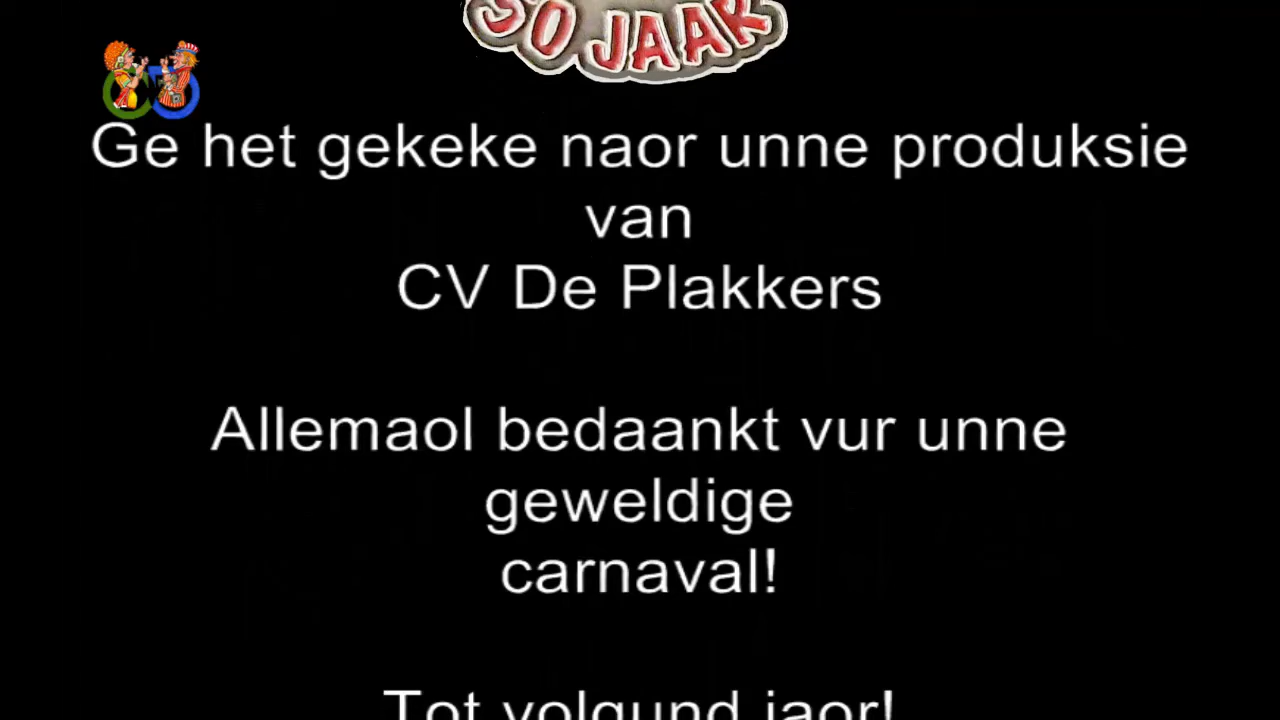 50 JAAR
Ge het gekeke naor unne produksie
van
CV De Plakkers
Allemaol bedaankt vur unne
geweldige
carnaval!
Tot volgund jaor!